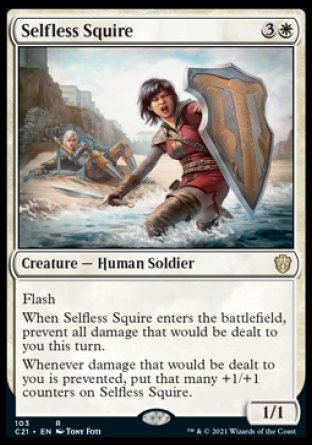 Selfless Squire 3
Creature — Human Soldier
Flash
When Selfless Squire enters the battlefield,
prevent all damage that would be dealt to
you this turn.
Whenever damage that would be dealt to
you is prevented, put that many +1/+1
counters on Selfless Squire.
1/1
103 R
C21 • EN Tony Foti
™ & © 2021 Wizards of the Coast